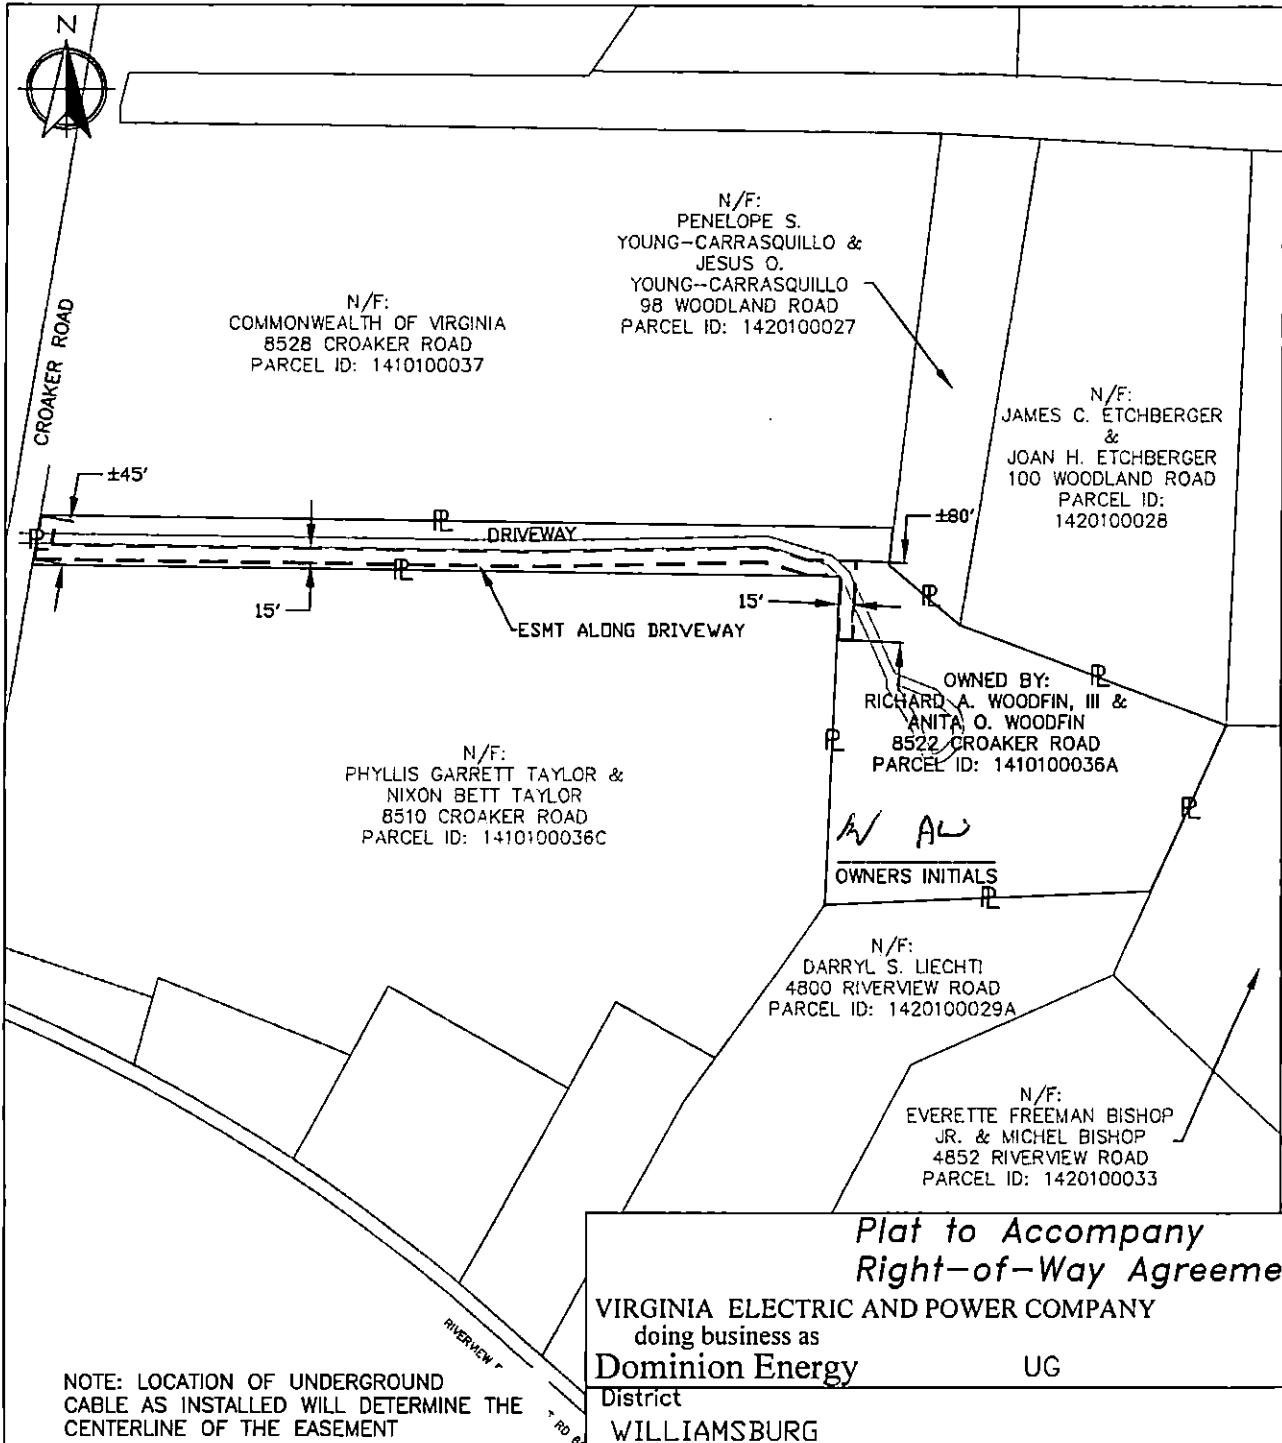 N
N/F:
PENELOPE S.
YOUNG-CARRASQUILLO &
JESUS O.
YOUNG-CARRASQUILLO
98 WOODLAND ROAD
PARCEL ID: 1420100027
N/F:
COMMONWEALTH OF VIRGINIA
8528 CROAKER ROAD
PARCEL ID: 1410100037
CROAKER ROAD
N/F:
JAMES C. ETCHBERGER
&
JOAN H. ETCHBERGER
100 WOODLAND ROAD
PARCEL ID:
1420100028
±45'
PL
DRIVEWAY
±80'
PL
PL
15'
15'
PL
ESMT ALONG DRIVEWAY
PL
OWNED BY:
RICHARD A. WOODFIN, III &
ANITA O. WOODFIN
8522 CROAKER ROAD
PARCEL ID: 1410100036A
PL
N/F:
PHYLLIS GARRETT TAYLOR &
NIXON BETT TAYLOR
8510 CROAKER ROAD
PARCEL ID: 1410100036C
PL
AW
OWNERS INITIALS
PL
N/F:
DARRYL S. LIECHTI
4800 RIVERVIEW ROAD
PARCEL ID: 1420100029A
N/F:
EVERETTE FREEMAN BISHOP
JR. & MICHEL BISHOP
4852 RIVERVIEW ROAD
PARCEL ID: 1420100033
Plat to Accompany
Right-of-Way Agreeme
VIRGINIA ELECTRIC AND POWER COMPANY
doing business as
Dominion Energy UG
District
WILLIAMSBURG
RIVERVIEW
RD
NOTE: LOCATION OF UNDERGROUND
CABLE AS INSTALLED WILL DETERMINE THE
CENTERLINE OF THE EASEMENT